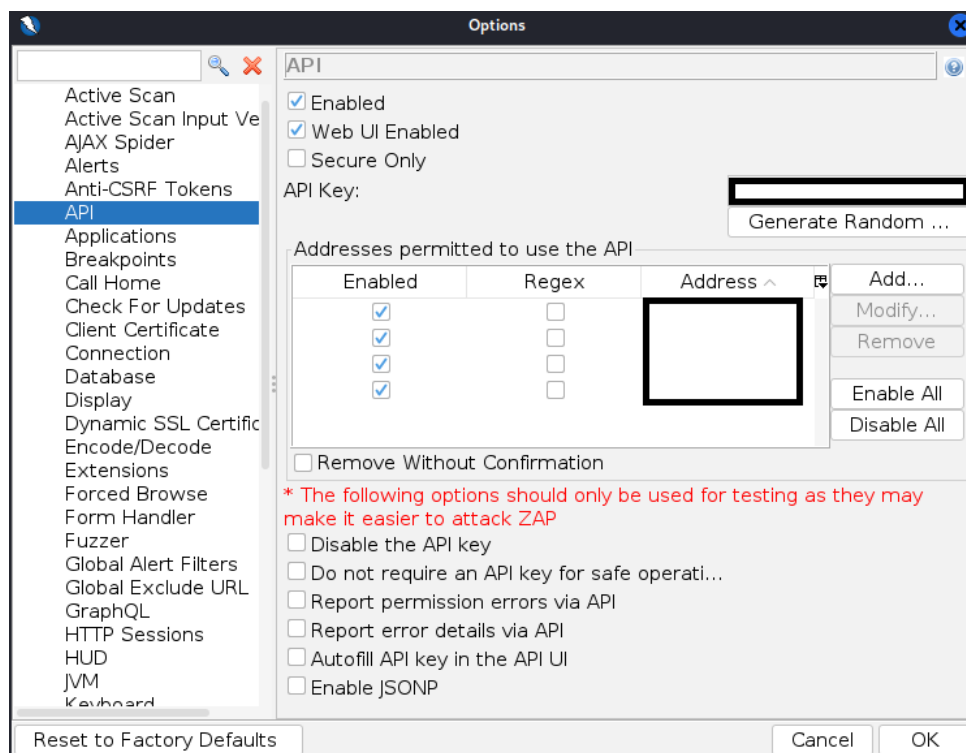 Options
API
Active Scan
Active Scan Input Ve
AJAX Spider
Alerts
Anti-CSRF Tokens
API
Applications
Breakpoints
Call Home
Check For Updates
Client Certificate
Connection
Database
Display
Dynamic SSL Certific
Encode/Decode
Extensions
Forced Browse
Form Handler
Fuzzer
Global Alert Filters
Global Exclude URL
GraphQL
HTTP Sessions
HUD
JVM
Keyboard
Enabled
Web UI Enabled
Secure Only
API Key:
Generate Random ...
Addresses permitted to use the API
Enabled Regex Address
Add...
Modify...
Remove
Enable All
Disable All
Remove Without Confirmation
* The following options should only be used for testing as they may
make it easier to attack ZAP
Disable the API key
Do not require an API key for safe operati...
Report permission errors via API
Report error details via API
Autofill API key in the API UI
Enable JSONP
Reset to Factory Defaults
Cancel
OK